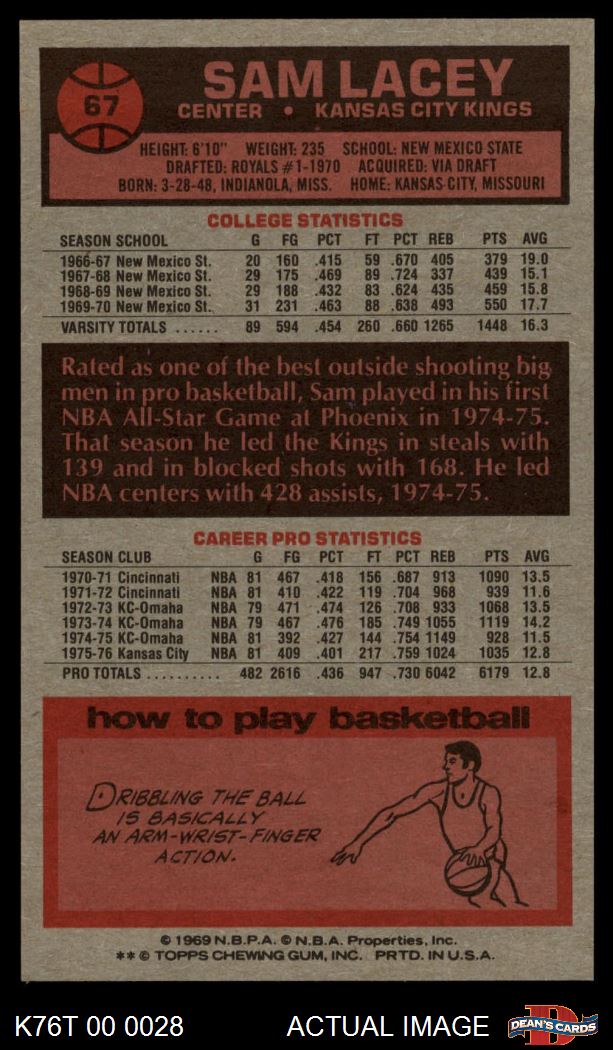 67
SAM LACEY
CENTER • KANSAS CITY KINGS
HEIGHT: 6'10" WEIGHT: 235 SCHOOL: NEW MEXICO STATE
DRAFTED: ROYALS #1-1970 ACQUIRED: VIA DRAFT
BORN: 3-28-48, INDIANOLA, MISS. HOME: KANSAS CITY, MISSOURI
COLLEGE STATISTICS
SEASON SCHOOL G FG PCT FT PCT REB PTS AVG
1966-67 New Mexico St. 20 160 .415 59 .670 405 379 19.0
1967-68 New Mexico St. 29 175 .469 89 .724 337 439 15.1
1968-69 New Mexico St. 29 188 .432 83 .624 435 459 15.8
1969-70 New Mexico St. 31 231 .463 88 .638 493 550 17.7
VARSITY TOTALS ...... 89 594 .454 260 .660 1265 1448 16.3
Rated as one of the best outside shooting big
men in pro basketball, Sam played in his first
NBA All-Star Game at Phoenix in 1974-75.
That season he led the Kings in steals with
139 and in blocked shots with 168. He led
NBA centers with 428 assists, 1974-75.
CAREER PRO STATISTICS
SEASON CLUB G FG PCT FT PCT REB PTS AVG
1970-71 Cincinnati NBA 81 467 .418 156 .687 913 1090 13.5
1971-72 Cincinnati NBA 81 410 .422 119 .704 968 939 11.6
1972-73 KC-Omaha NBA 79 471 .474 126 .708 933 1068 13.5
1973-74 KC-Omaha NBA 79 467 .476 185 .749 1055 1119 14.2
1974-75 KC-Omaha NBA 81 392 .427 144 .754 1149 928 11.5
1975-76 Kansas City NBA 81 409 .401 217 .759 1024 1035 12.8
PRO TOTALS .......... 482 2616 .436 947 .730 6042 6179 12.8
how to play basketball
DRIBBLING THE BALL
IS BASICALLY
AN ARM-WRIST-FINGER
ACTION.
© 1969 N.B.P.A. © N.B.A. Properties, Inc.
** © TOPPS CHEWING GUM, INC. PRTD. IN U.S.A.
K76T 00 0028 ACTUAL IMAGE
D
DEAN'S CARDS